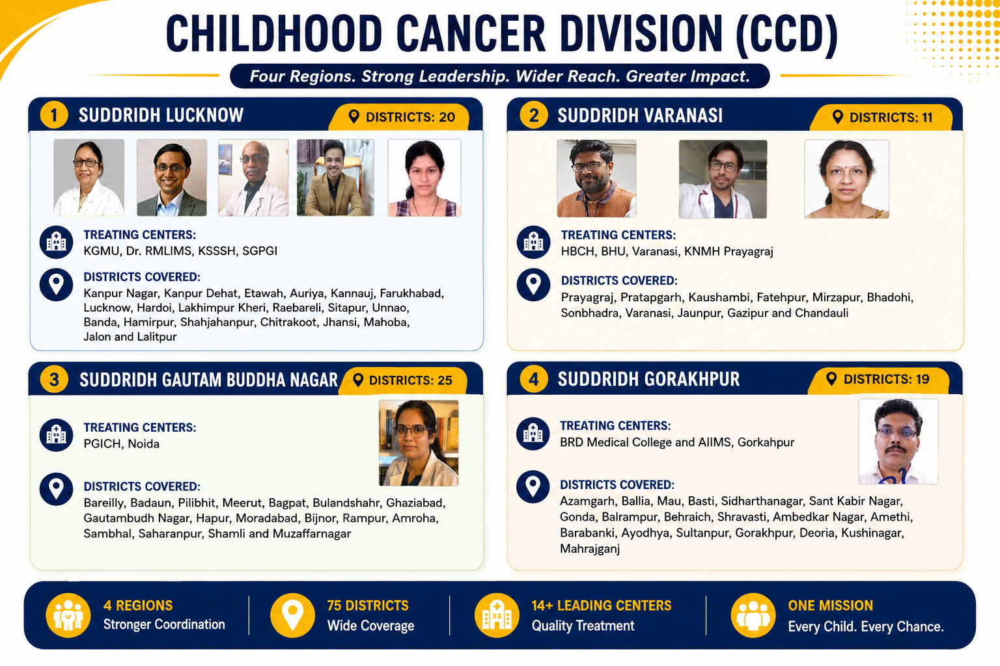 CHILDHOOD CANCER DIVISION (CCD)
Four Regions. Strong Leadership. Wider Reach. Greater Impact.
1 SUDDRIDH LUCKNOW
DISTRICTS: 20
TREATING CENTERS:
KGMU, Dr. RMLIMS, KSSSH, SGPGI
DISTRICTS COVERED:
Kanpur Nagar, Kanpur Dehat, Etawah, Auriya, Kannauj, Farukhabad,
Lucknow, Hardoi, Lakhimpur Kheri, Raebareli, Sitapur, Unnao,
Banda, Hamirpur, Shahjahanpur, Chitrakoot, Jhansi, Mahoba,
Jalon and Lalitpur
2 SUDDRIDH VARANASI
DISTRICTS: 11
TREATING CENTERS:
HBCH, BHU, Varanasi, KNMH Prayagraj
DISTRICTS COVERED:
Prayagraj, Pratapgarh, Kaushambi, Fatehpur, Mirzapur, Bhadohi,
Sonbhadra, Varanasi, Jaunpur, Gazipur and Chandauli
3 SUDDRIDH GAUTAM BUDDHA NAGAR
DISTRICTS: 25
TREATING CENTERS:
PGICH, Noida
DISTRICTS COVERED:
Bareilly, Badaun, Pilibhit, Meerut, Bagpat, Bulandshahr, Ghaziabad,
Gautambudh Nagar, Hapur, Moradabad, Bijnor, Rampur, Amroha,
Sambhal, Saharanpur, Shamli and Muzaffarnagar
4 SUDDRIDH GORAKHPUR
DISTRICTS: 19
TREATING CENTERS:
BRD Medical College and AIIMS, Gorkahpur
DISTRICTS COVERED:
Azamgarh, Ballia, Mau, Basti, Sidharthanagar, Sant Kabir Nagar,
Gonda, Balrampur, Behraich, Shravasti, Ambedkar Nagar, Amethi,
Barabanki, Ayodhya, Sultanpur, Gorakhpur, Deoria, Kushinagar,
Mahrajganj
4 REGIONS
Stronger Coordination
75 DISTRICTS
Wide Coverage
14+ LEADING CENTERS
Quality Treatment
ONE MISSION
Every Child. Every Chance.